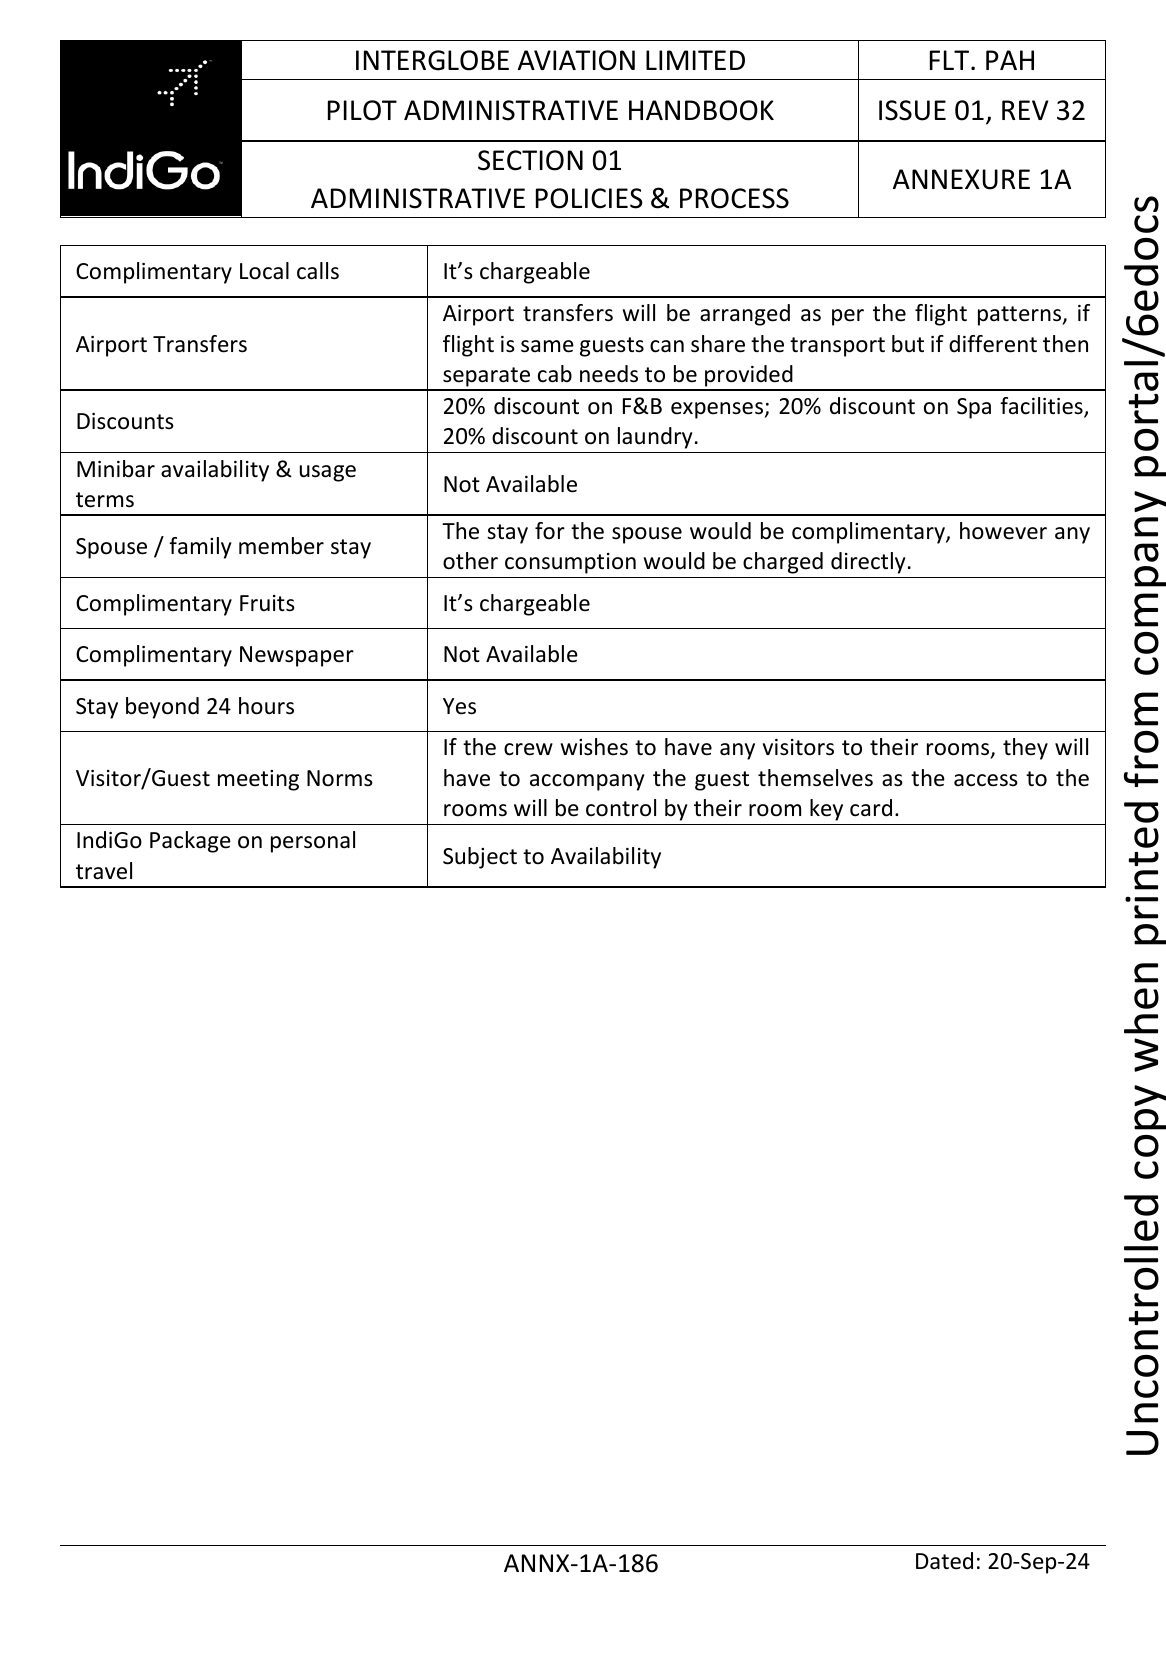 IndiGo
INTERGLOBE AVIATION LIMITED
FLT. PAH
PILOT ADMINISTRATIVE HANDBOOK
ISSUE 01, REV 32
SECTION 01
ADMINISTRATIVE POLICIES & PROCESS
ANNEXURE 1A
Complimentary Local calls
It’s chargeable
Airport Transfers
Airport transfers will be arranged as per the flight patterns, if
flight is same guests can share the transport but if different then
separate cab needs to be provided
Discounts
20% discount on F&B expenses; 20% discount on Spa facilities,
20% discount on laundry.
Minibar availability & usage
terms
Not Available
Spouse / family member stay
The stay for the spouse would be complimentary, however any
other consumption would be charged directly.
Complimentary Fruits
It’s chargeable
Complimentary Newspaper
Not Available
Stay beyond 24 hours
Yes
Visitor/Guest meeting Norms
If the crew wishes to have any visitors to their rooms, they will
have to accompany the guest themselves as the access to the
rooms will be control by their room key card.
IndiGo Package on personal
travel
Subject to Availability
ANNX-1A-186
Dated: 20-Sep-24
Uncontrolled copy when printed from company portal/6edocs